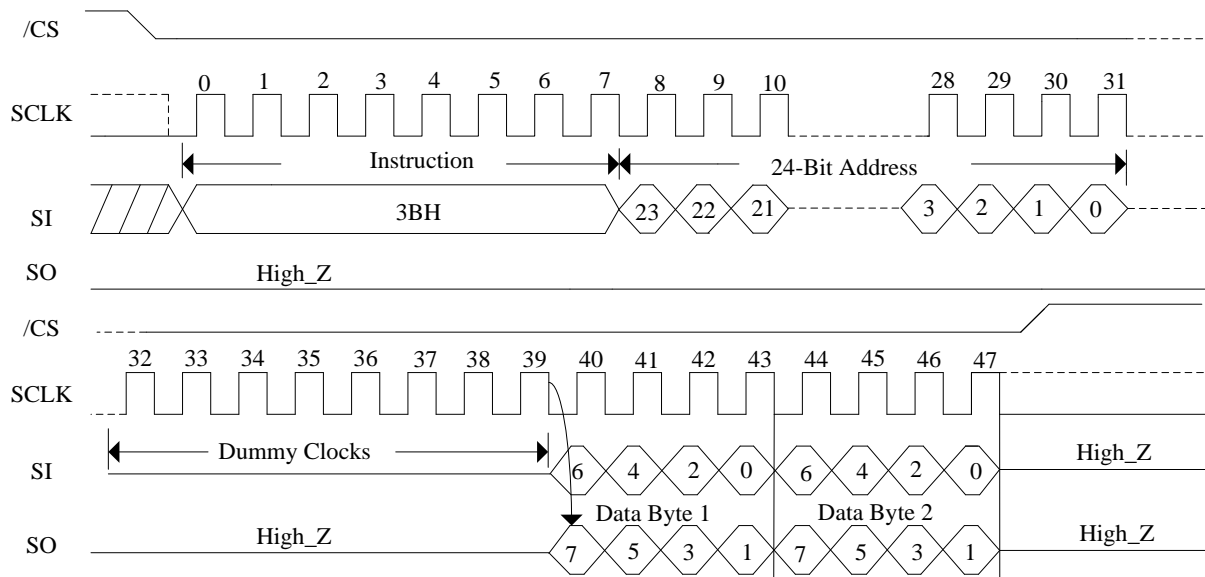 /CS
0 1 2 3 4 5 6 7 8 9 10 28 29 30 31
SCLK
Instruction 24-Bit Address
SI 3BH 23 22 21 3 2 1 0
SO High_Z
/CS
32 33 34 35 36 37 38 39 40 41 42 43 44 45 46 47
SCLK
Dummy Clocks
SI 6 4 2 0 6 4 2 0 High_Z
Data Byte 1 Data Byte 2
SO High_Z 7 5 3 1 7 5 3 1 High_Z